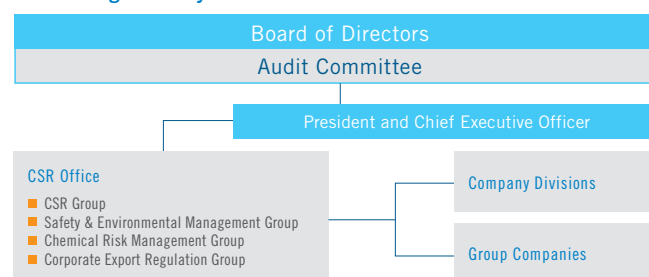 Board of Directors
Audit Committee
President and Chief Executive Officer
CSR Office
CSR Group
Safety & Environmental Management Group
Chemical Risk Management Group
Corporate Export Regulation Group
Company Divisions
Group Companies